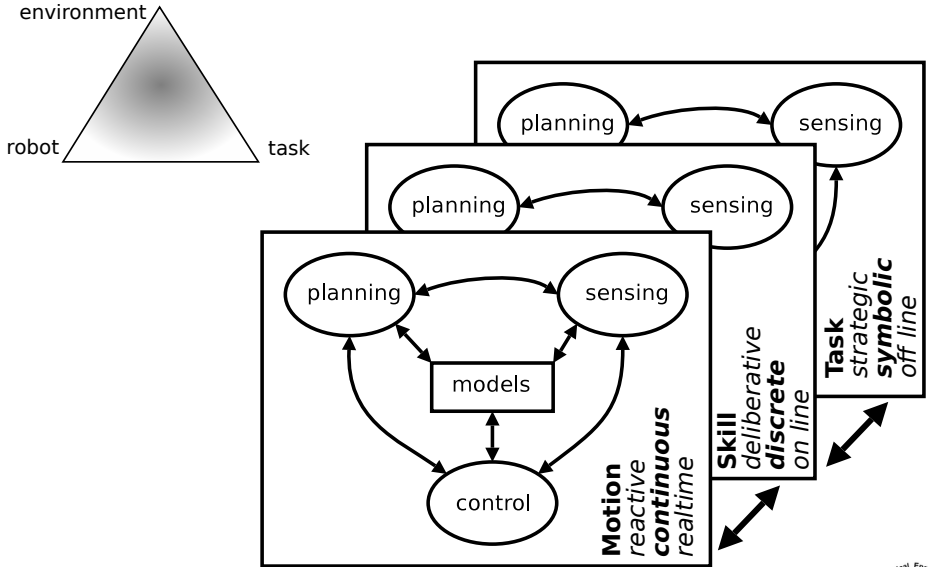 environment
robot
task
planning
sensing
planning
sensing
planning
sensing
models
control
Motion
reactive
continuous
realtime
Skill
deliberative
discrete
on line
Task
strategic
symbolic
off line